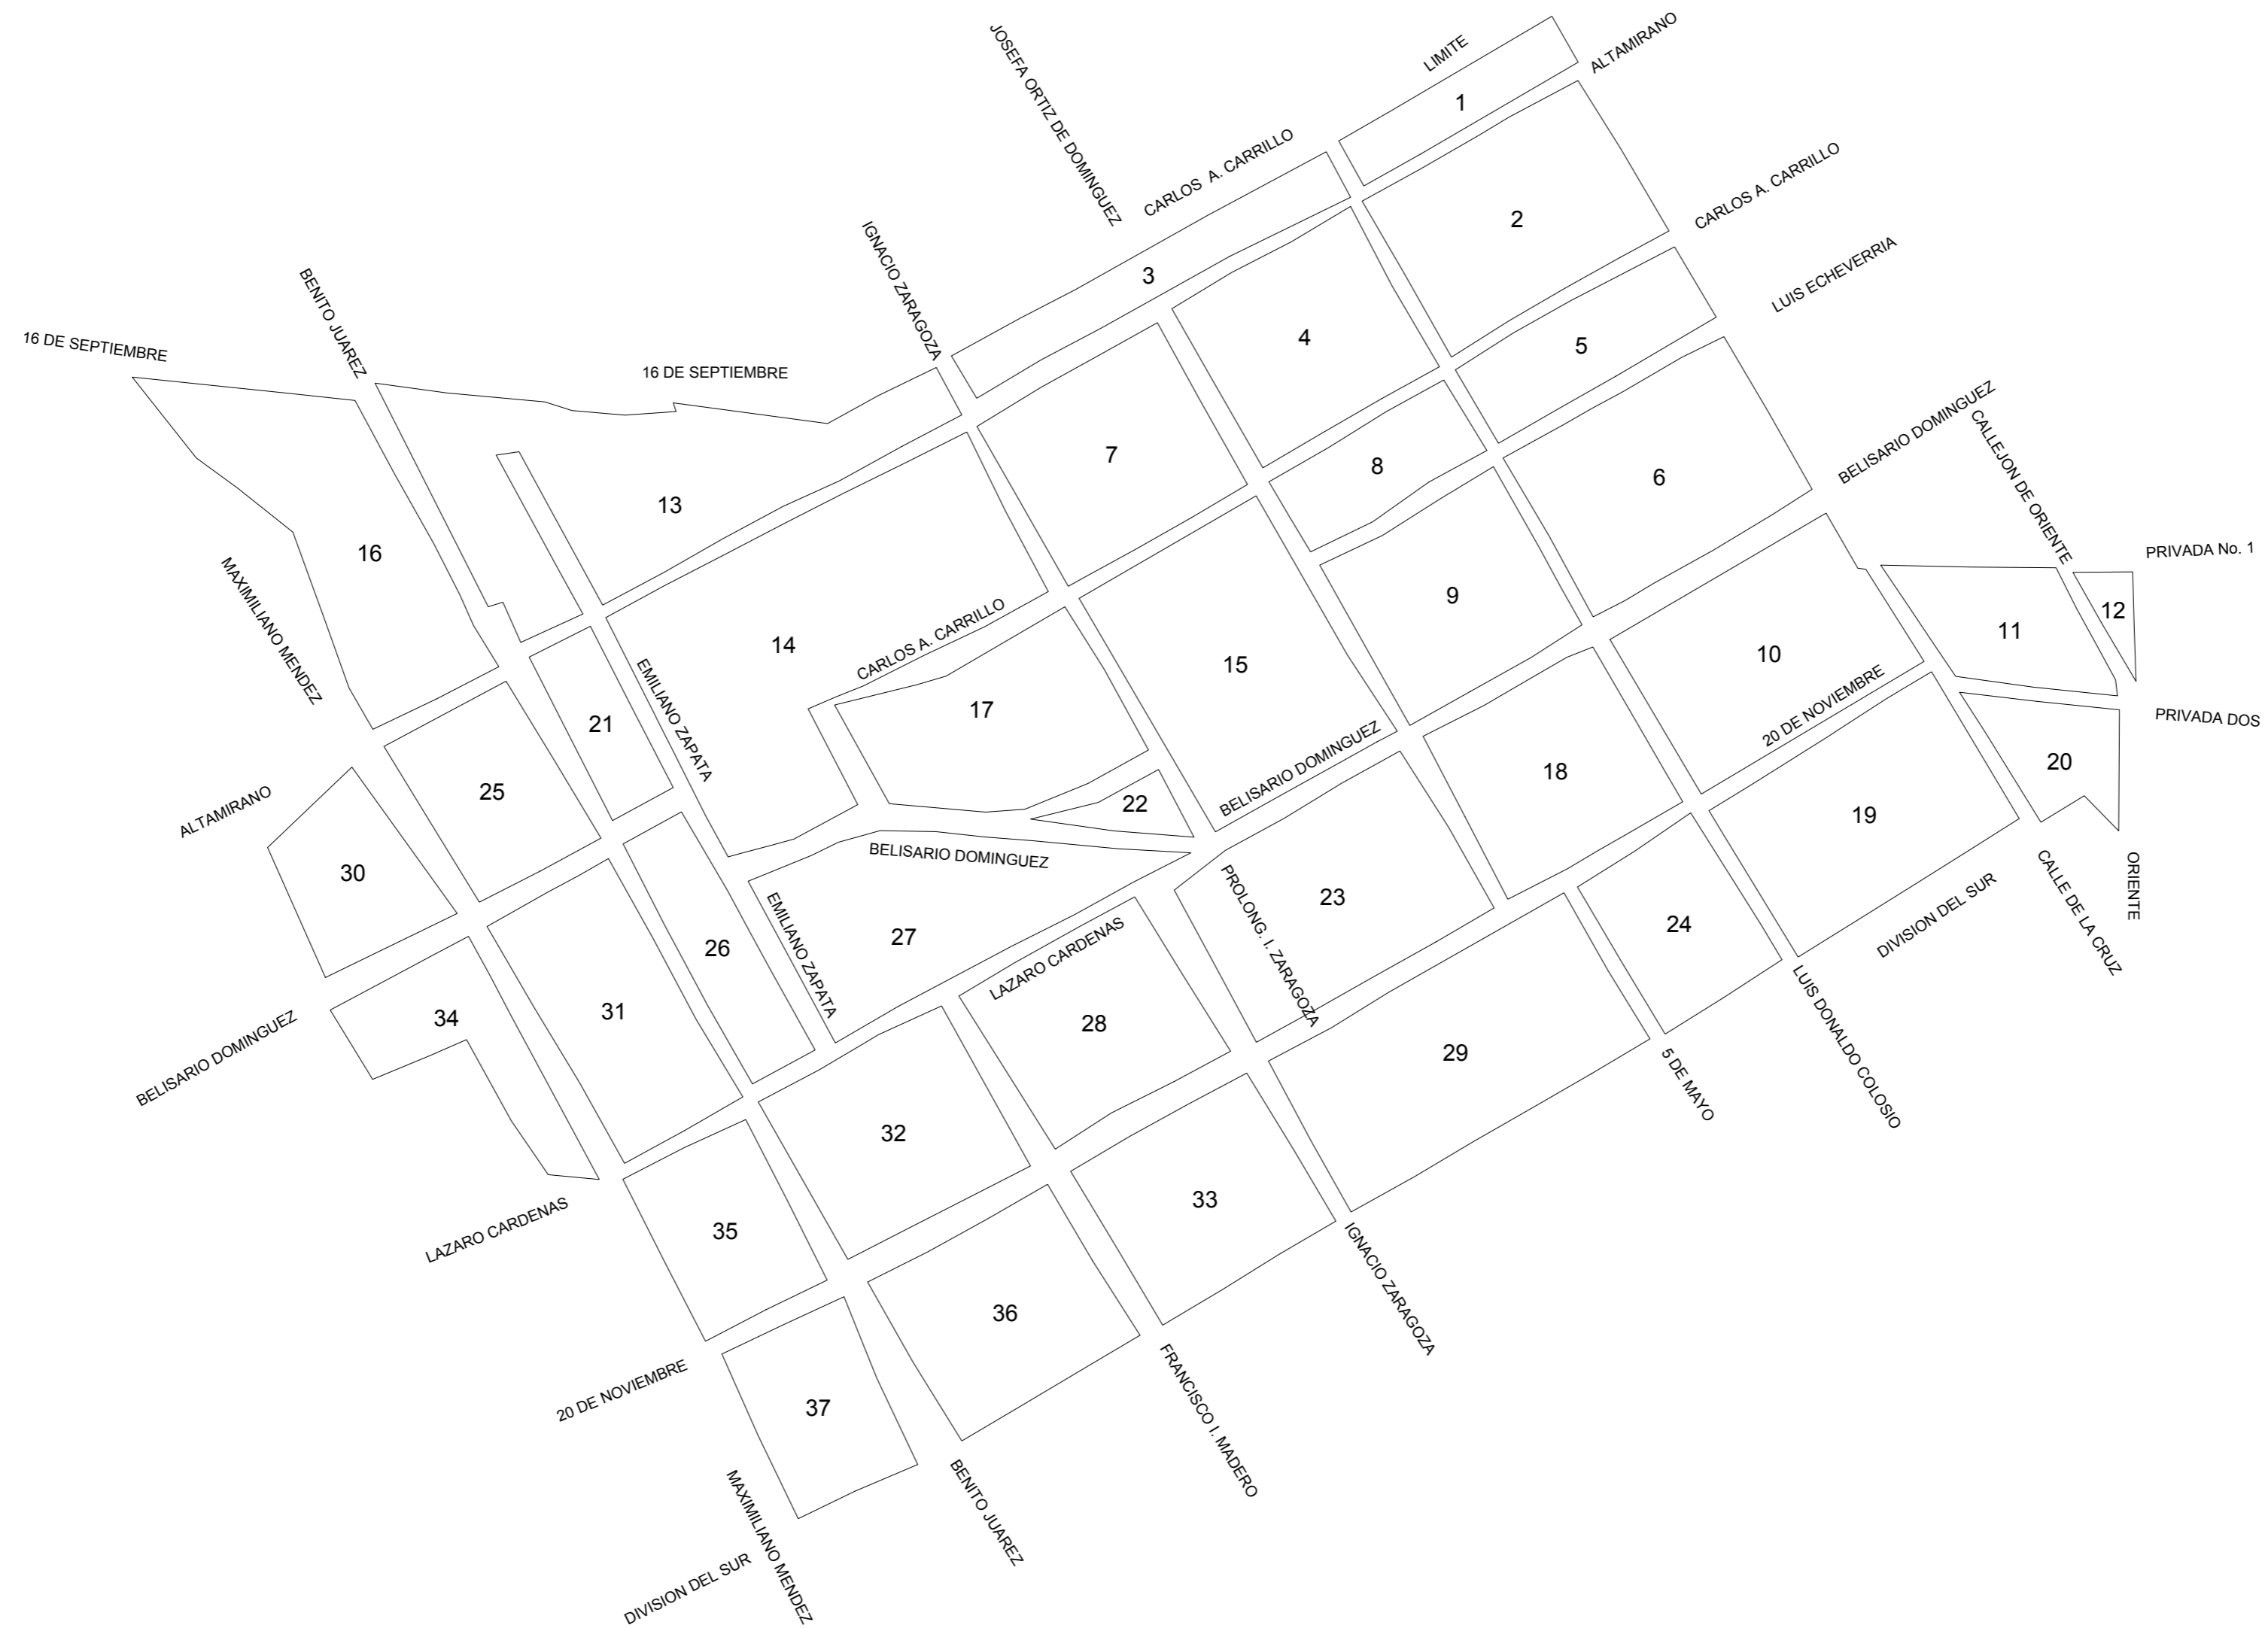 JOSEFA ORTIZ DE DOMINGUEZ
LIMITE
ALTAMIRANO
1
CARLOS  A. CARRILLO
CARLOS A. CARRILLO
2
IGNACIO ZARAGOZA
3
LUIS ECHEVERRIA
BENITO JUAREZ
16 DE SEPTIEMBRE
16 DE SEPTIEMBRE
4
5
BELISARIO DOMINGUEZ
CALLEJON DE ORIENTE
7
8
6
13
16
PRIVADA No. 1
MAXIMILIANO MENDEZ
9
12
11
CARLOS A. CARRILLO
14
15
10
EMILIANO ZAPATA
17
21
20 DE NOVIEMBRE
PRIVADA DOS
BELISARIO DOMINGUEZ
18
20
25
22
ALTAMIRANO
19
BELISARIO DOMINGUEZ
30
PROLONG. I. ZARAGOZA
23
ORIENTE
CALLE DE LA CRUZ
DIVISION DEL SUR
EMILIANO ZAPATA
27
24
26
LAZARO CARDENAS
31
34
28
LUIS DONALDO COLOSIO
29
BELISARIO DOMINGUEZ
5 DE MAYO
32
33
35
LAZARO CARDENAS
IGNACIO ZARAGOZA
36
20 DE NOVIEMBRE
FRANCISCO I. MADERO
37
BENITO JUAREZ
MAXIMILIANO MENDEZ
DIVISION DEL SUR